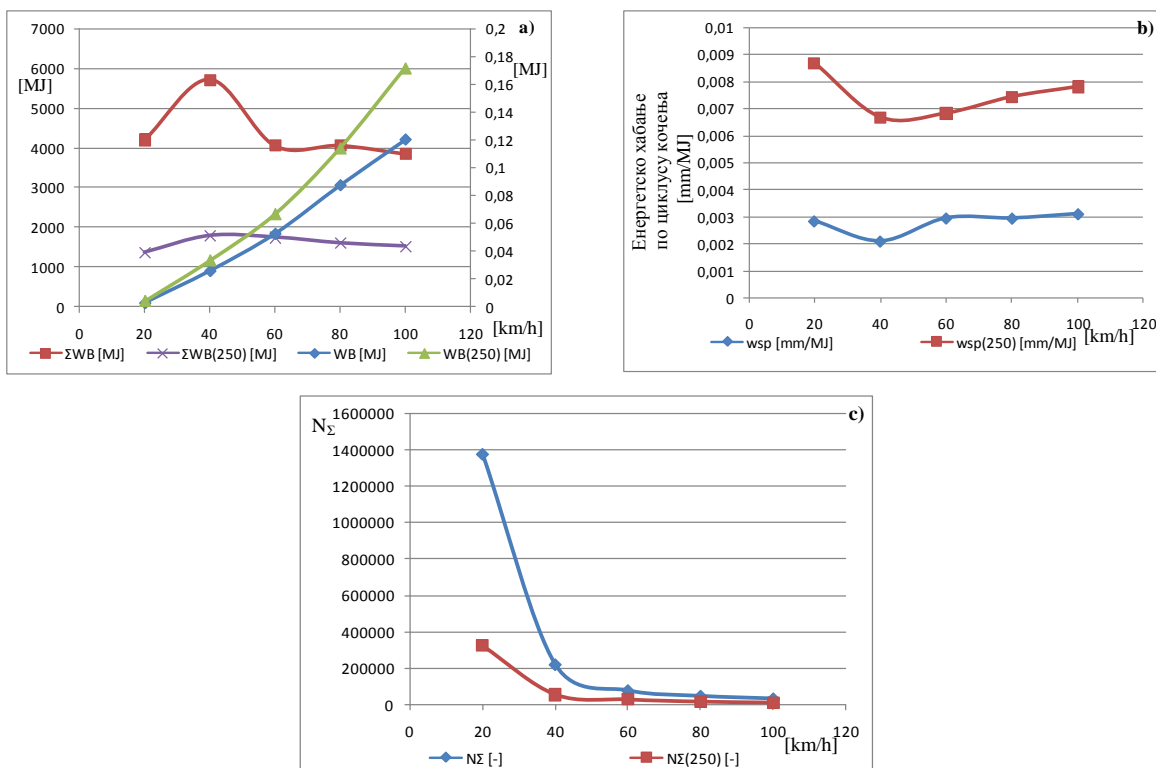 a)
7000
6000
5000
4000
3000
2000
1000
0
[MJ]
0,2
0,18
0,16
0,14
0,12
0,1
0,08
0,06
0,04
0,02
0
[MJ]
0 20 40 60 80 100 120
[km/h]
ΣWB [MJ] ΣWB(250) [MJ] WB [MJ] WB(250) [MJ]
b)
0,01
0,009
0,008
0,007
0,006
0,005
0,004
0,003
0,002
0,001
0
Енергетско хабање
по циклусу кочења
[mm/MJ]
0 20 40 60 80 100 120
wsp [mm/MJ] wsp(250) [mm/MJ] [km/h]
c)
NΣ
1600000
1400000
1200000
1000000
800000
600000
400000
200000
0
0 20 40 60 80 100 120
[km/h]
NΣ [-] NΣ(250) [-]